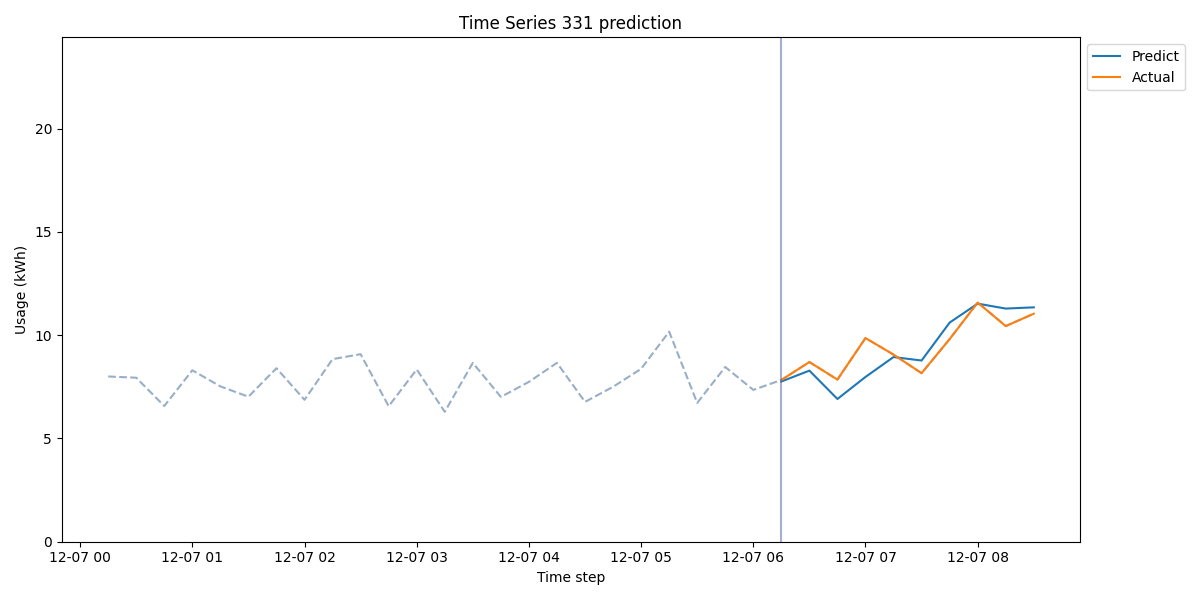 Time Series 331 prediction
Predict
Actual
Usage (kWh)
20
15
10
5
0
12-07 00
12-07 01
12-07 02
12-07 03
12-07 04
12-07 05
12-07 06
12-07 07
12-07 08
Time step